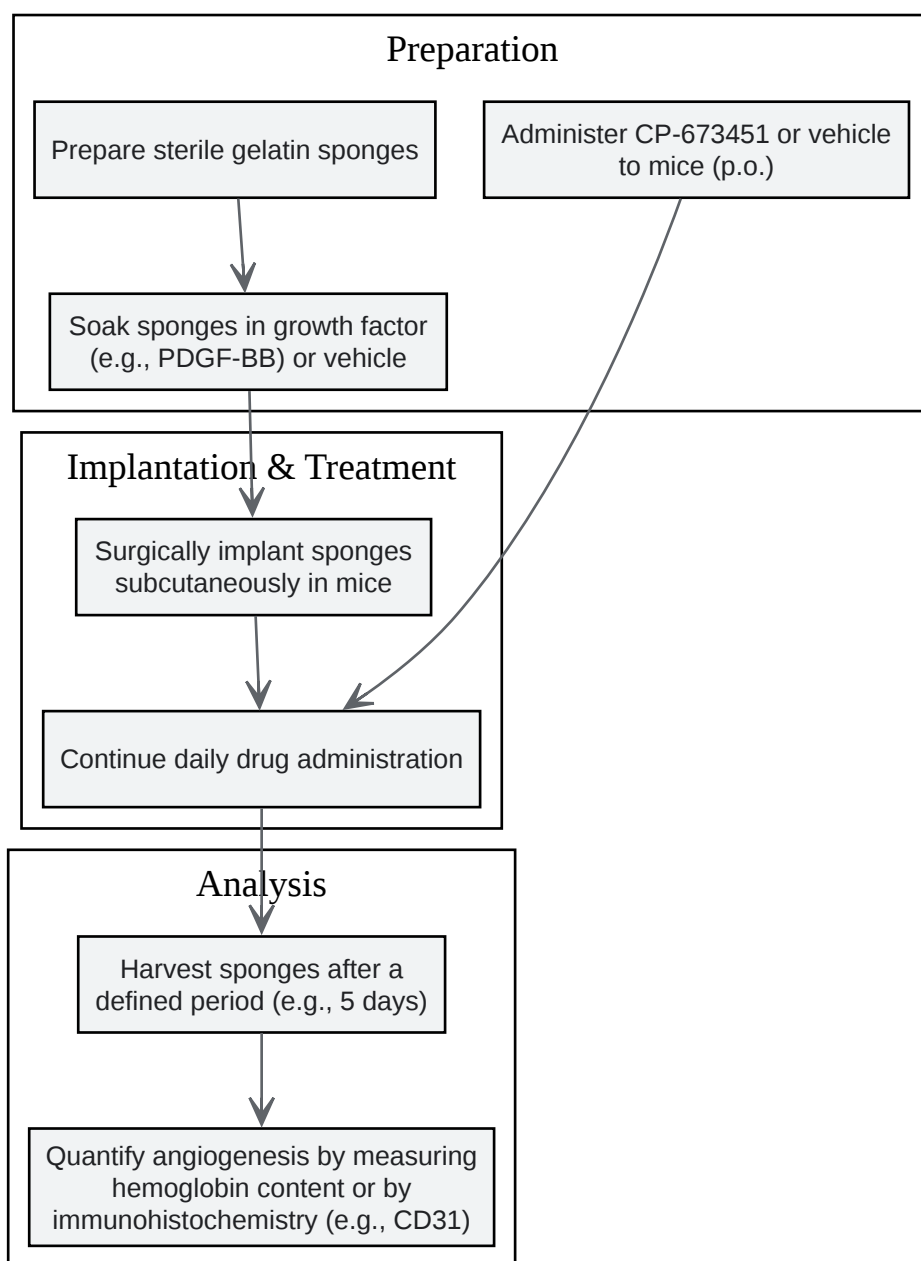 Preparation
Prepare sterile gelatin sponges
Administer CP-673451 or vehicle
to mice (p.o.)
Soak sponges in growth factor
(e.g., PDGF-BB) or vehicle
Implantation & Treatment
Surgically implant sponges
subcutaneously in mice
Continue daily drug administration
Analysis
Harvest sponges after a
defined period (e.g., 5 days)
Quantify angiogenesis by measuring
hemoglobin content or by
immunohistochemistry (e.g., CD31)